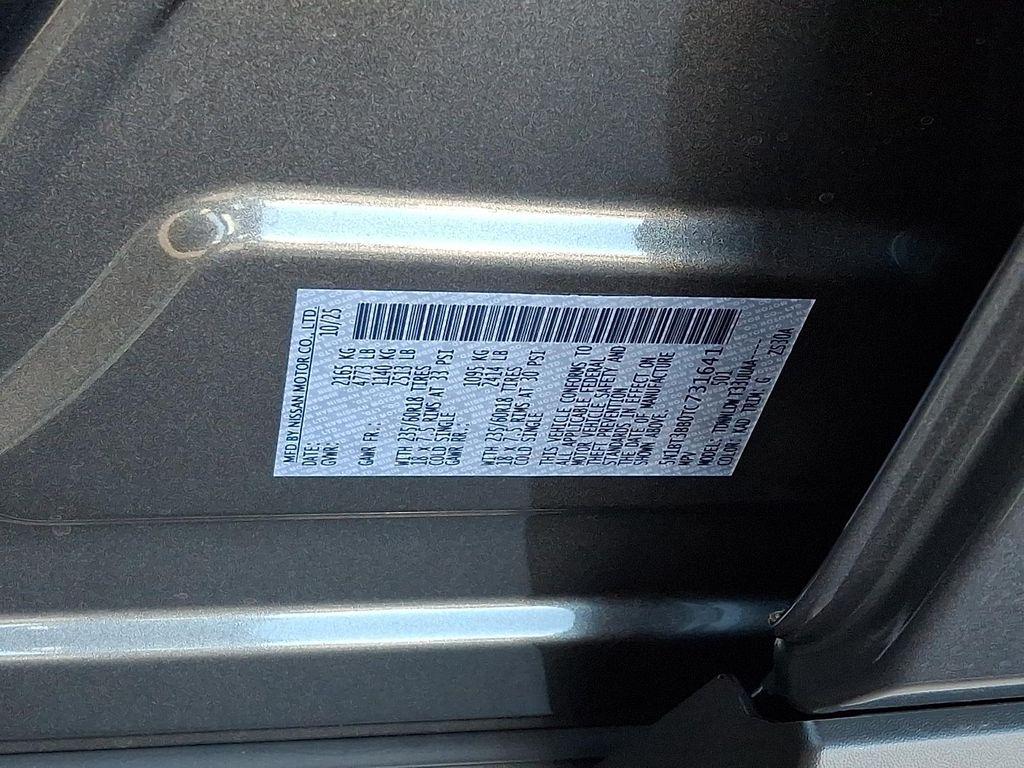 MFD BY NISSAN MOTOR CO., LTD.
DATE: 10/25
GVWR: 2165 KG
4773 LB
GAWR FR.: 1140 KG
2513 LB
WITH 235/60R18 TIRES
18 X 7.5 RIMS AT 33 PSI
COLD SINGLE
GAWR RR.: 1095 KG
2414 LB
WITH 235/60R18 TIRES
18 X 7.5 RIMS AT 30 PSI
COLD SINGLE
THIS VEHICLE CONFORMS TO
ALL APPLICABLE FEDERAL
MOTOR VEHICLE SAFETY AND
THEFT PREVENTION
STANDARDS IN EFFECT ON
THE DATE OF MANUFACTURE
SHOWN ABOVE.
731641
MPV 501
MODEL:
COLOR: KAD TRIM: G